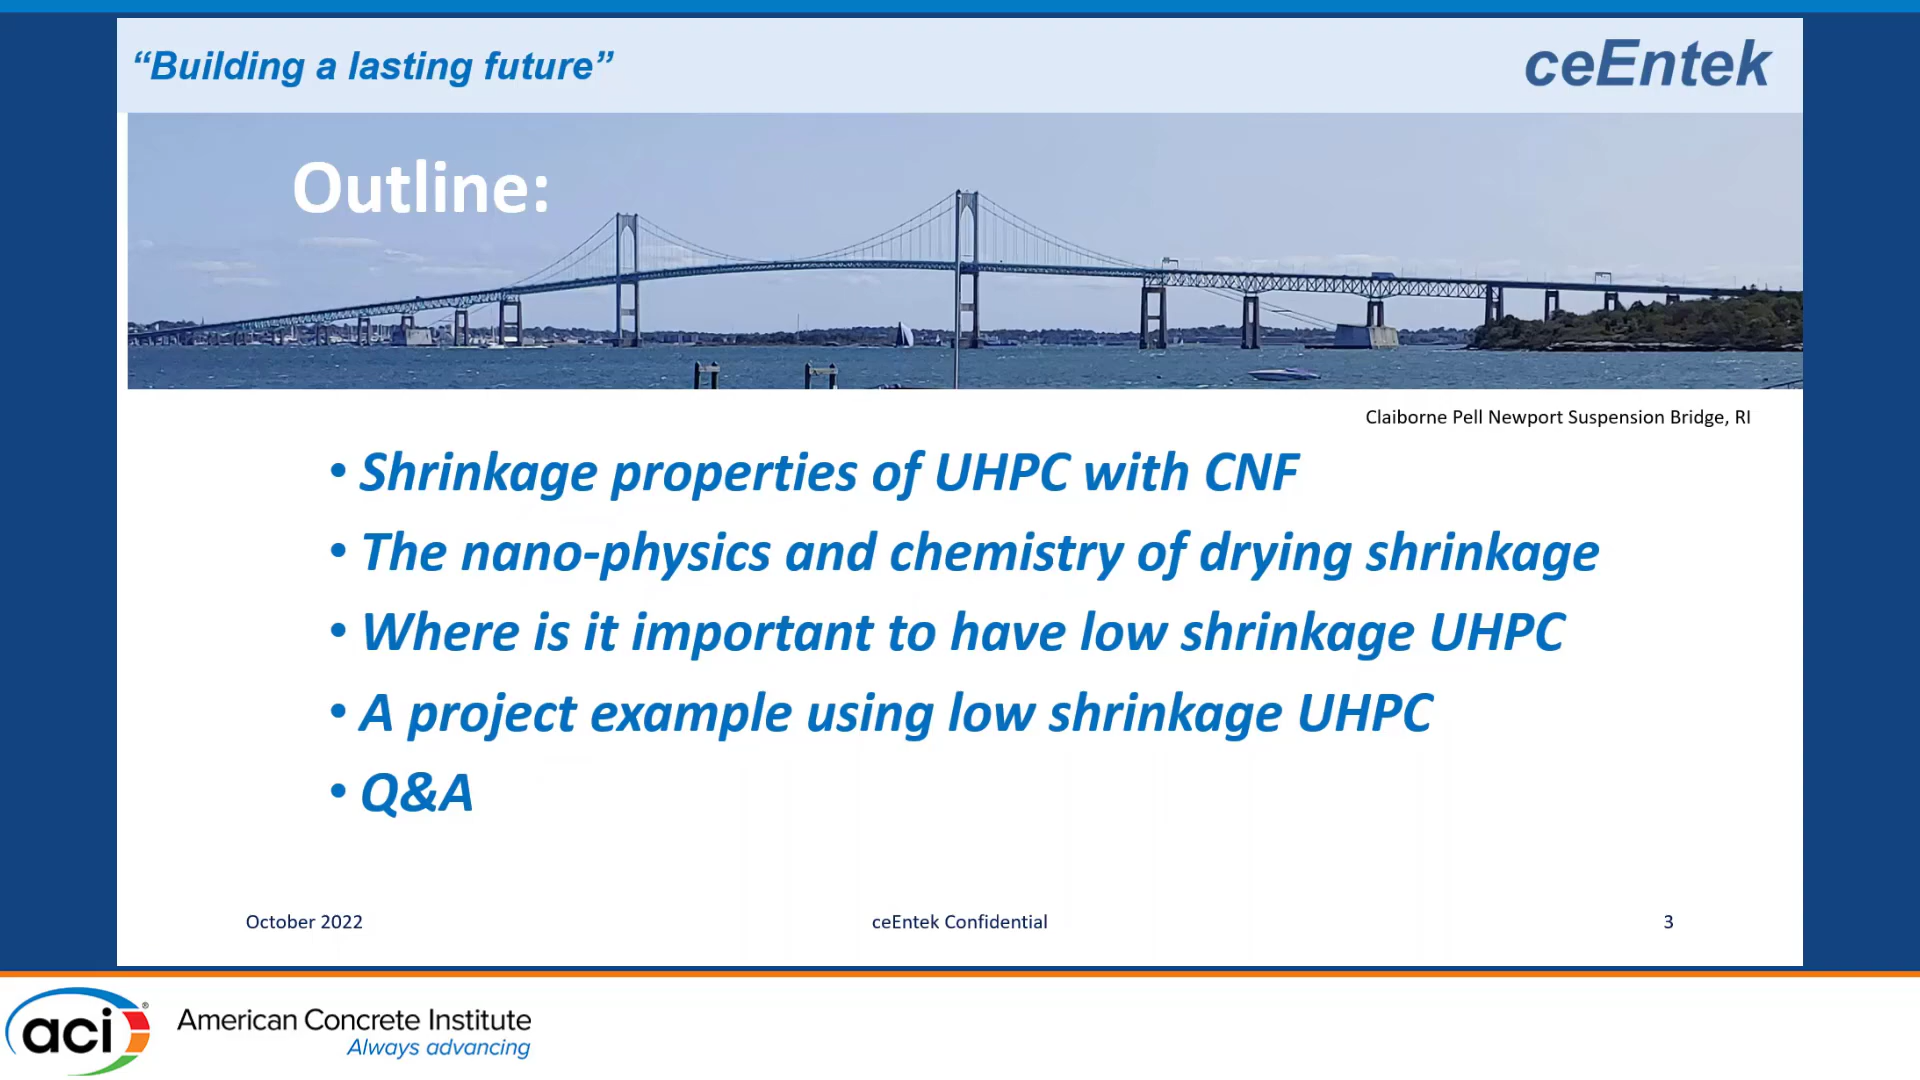 “Building a lasting future”
ceEntek
Outline:
Claiborne Pell Newport Suspension Bridge, RI
• Shrinkage properties of UHPC with CNF
• The nano-physics and chemistry of drying shrinkage
• Where is it important to have low shrinkage UHPC
• A project example using low shrinkage UHPC
• Q&A
October 2022
ceEntek Confidential
3
aci®
American Concrete Institute
Always advancing